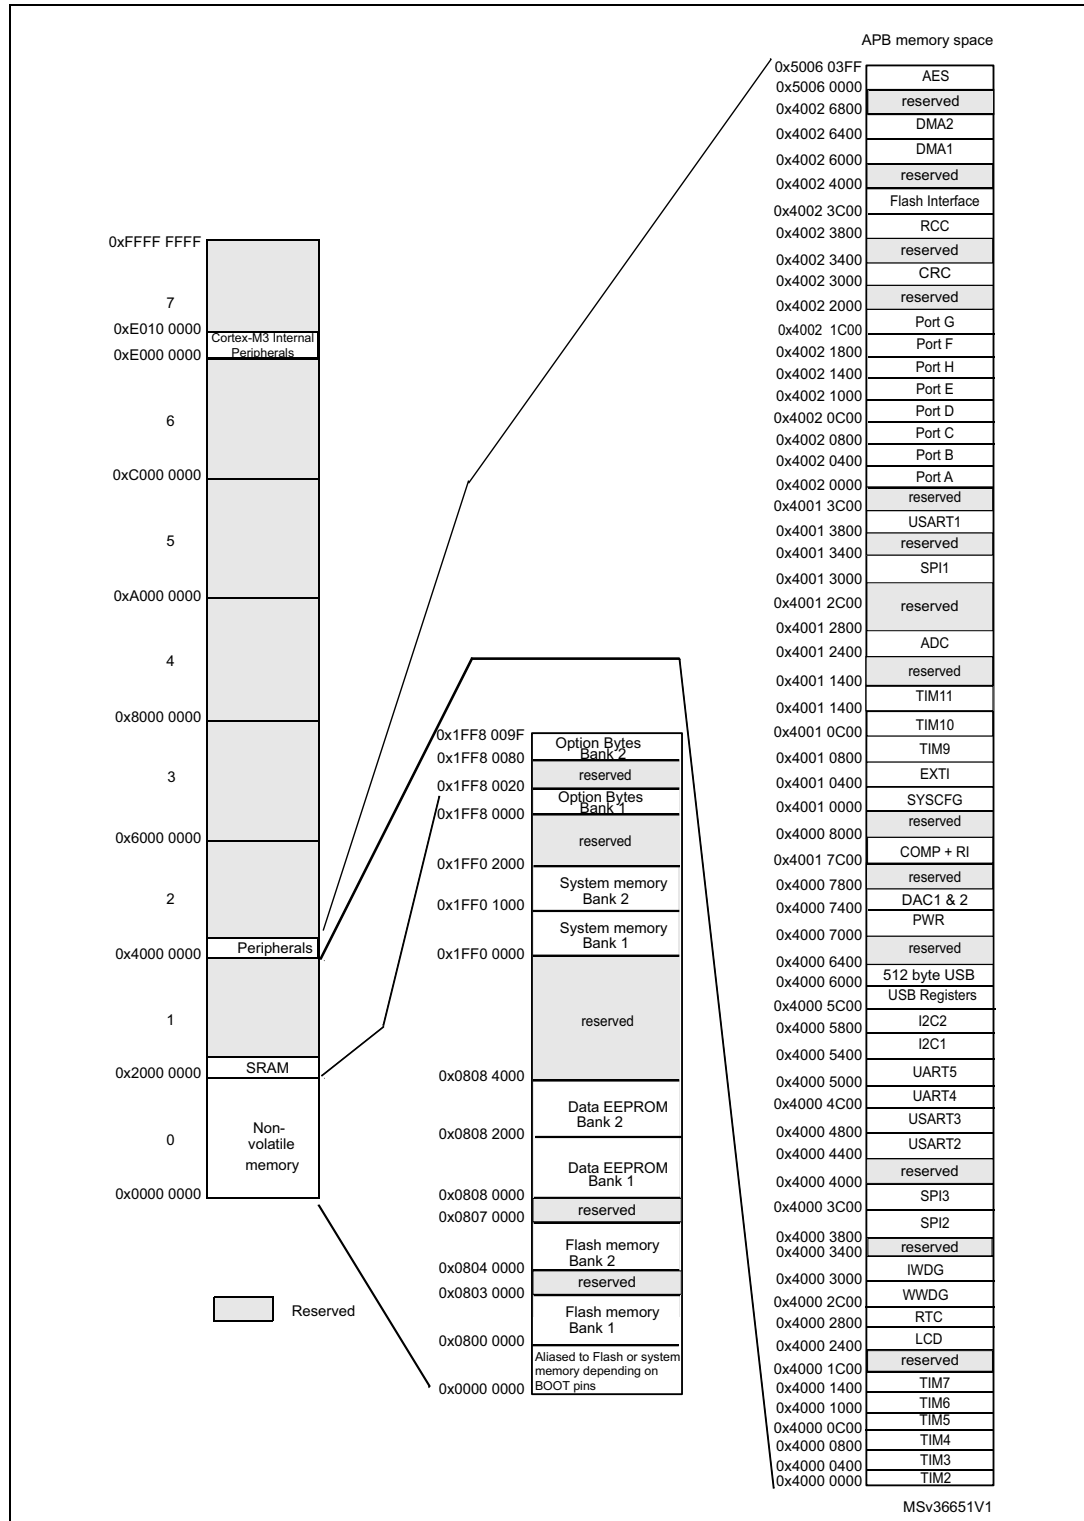 APB memory space
0xFFFF FFFF
7
0xE010 0000
Cortex-M3 Internal
Peripherals
0xE000 0000
6
0xC000 0000
5
0xA000 0000
4
0x8000 0000
3
0x6000 0000
2
Peripherals
0x4000 0000
1
SRAM
0x2000 0000
0
Non-
volatile
memory
0x0000 0000
Reserved
0x1FF8 009F
Option Bytes
Bank 2
0x1FF8 0080
reserved
0x1FF8 0020
Option Bytes
Bank 1
0x1FF8 0000
reserved
0x1FF0 2000
System memory
Bank 2
0x1FF0 1000
System memory
Bank 1
0x1FF0 0000
reserved
0x0808 4000
Data EEPROM
Bank 2
0x0808 2000
Data EEPROM
Bank 1
0x0808 0000
reserved
0x0807 0000
Flash memory
Bank 2
0x0804 0000
reserved
0x0803 0000
Flash memory
Bank 1
0x0800 0000
Aliased to Flash or system
memory depending on
BOOT pins
0x0000 0000
0x5006 03FF
AES
0x5006 0000
reserved
0x4002 6800
DMA2
0x4002 6400
DMA1
0x4002 6000
reserved
0x4002 4000
Flash Interface
0x4002 3C00
RCC
0x4002 3800
reserved
0x4002 3400
CRC
0x4002 3000
reserved
0x4002 2000
Port G
0x4002 1C00
Port F
0x4002 1800
Port H
0x4002 1400
Port E
0x4002 1000
Port D
0x4002 0C00
Port C
0x4002 0800
Port B
0x4002 0400
Port A
0x4002 0000
reserved
0x4001 3C00
USART1
0x4001 3800
reserved
0x4001 3400
SPI1
0x4001 3000
0x4001 2C00
reserved
0x4001 2800
ADC
0x4001 2400
reserved
0x4001 1400
TIM11
0x4001 1400
TIM10
0x4001 0C00
TIM9
0x4001 0800
EXTI
0x4001 0400
SYSCFG
0x4001 0000
reserved
0x4000 8000
COMP + RI
0x4001 7C00
reserved
0x4000 7800
DAC1 & 2
0x4000 7400
PWR
0x4000 7000
reserved
0x4000 6400
512 byte USB
0x4000 6000
USB Registers
0x4000 5C00
I2C2
0x4000 5800
I2C1
0x4000 5400
UART5
0x4000 5000
UART4
0x4000 4C00
USART3
0x4000 4800
USART2
0x4000 4400
reserved
0x4000 4000
SPI3
0x4000 3C00
SPI2
0x4000 3800
0x4000 3400
reserved
IWDG
0x4000 3000
WWDG
0x4000 2C00
RTC
0x4000 2800
LCD
0x4000 2400
reserved
0x4000 1C00
TIM7
0x4000 1400
TIM6
0x4000 1000
TIM5
0x4000 0C00
TIM4
0x4000 0800
TIM3
0x4000 0400
TIM2
0x4000 0000
MSv36651V1